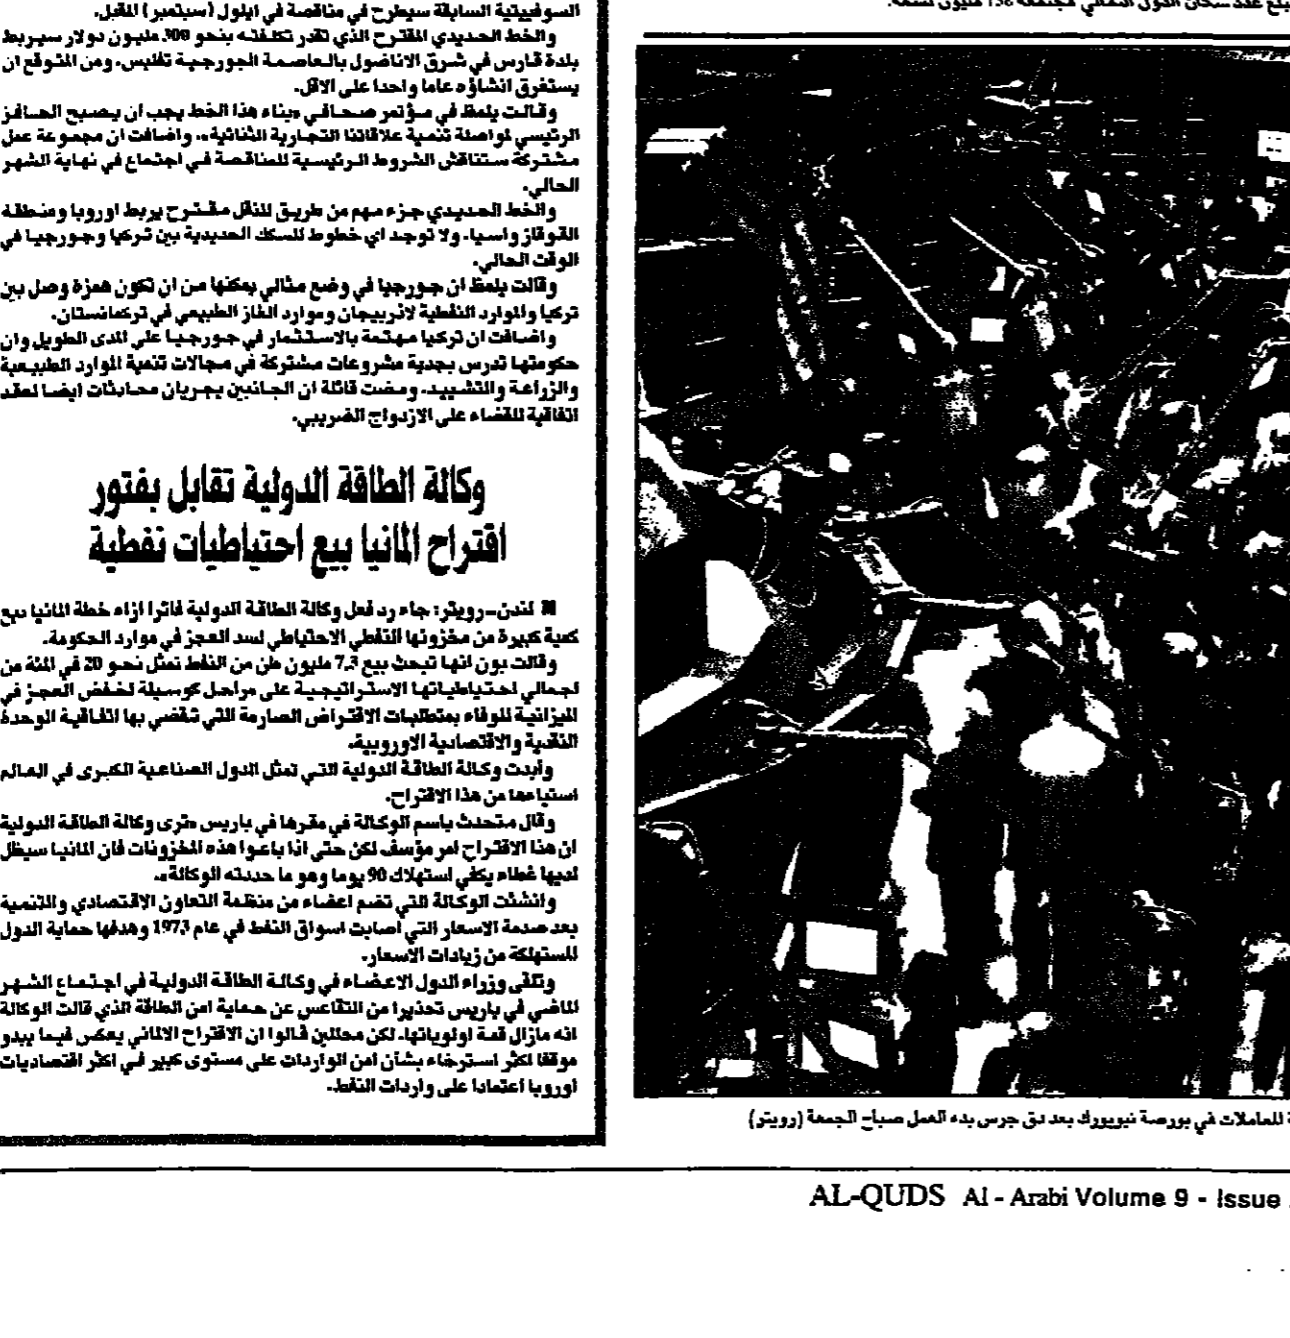 يبلغ عدد سكان الدول الثماني مجتمعة 136 مليون نسمة.
ة للمعاملات في بورصة نيويورك بعد دق جرس بدء العمل صباح الجمعة (رويتر)
السوفييتية السابقة سيطرح في مناقصة في ايلول (سبتمبر) المقبل.
والخط الحديدي المقترح الذي تقدر تكلفته بنحو 300 مليون دولار سيربط
بلدة قارس في شرق الاناضول بالعاصمة الجورجية تفليس. ومن المتوقع ان
يستغرق انشاؤه عاما واحدا على الاقل.
وقالت يلمظ في مؤتمر صحافي «بناء هذا الخط يجب ان يصبح الحافز
الرئيسي لمواصلة تنمية علاقاتنا التجارية الثنائية». واضافت ان مجموعة عمل
مشتركة ستناقش الشروط الرئيسية للمناقصة في اجتماع في نهاية الشهر
الحالي.
والخط الحديدي جزء مهم من طريق للنقل مقترح يربط اوروبا ومنطقة
القوقاز واسيا. ولا توجد اي خطوط للسكك الحديدية بين تركيا وجورجيا في
الوقت الحالي.
وقالت يلمظ ان جورجيا في وضع مثالي يمكنها من ان تكون همزة وصل بين
تركيا والموارد النفطية لاذربيجان وموارد الغاز الطبيعي في تركمانستان.
واضافت ان تركيا مهتمة بالاستثمار في جورجيا على المدى الطويل وان
حكومتها تدرس بجدية مشروعات مشتركة في مجالات تنمية الموارد الطبيعية
والزراعة والتشييد. ومضت قائلة ان الجانبين يجريان محادثات ايضا لعقد
اتفاقية للقضاء على الازدواج الضريبي.
وكالة الطاقة الدولية تقابل بفتور
اقتراح المانيا بيع احتياطيات نفطية
■ لندن-رويتر: جاء رد فعل وكالة الطاقة الدولية فاترا ازاء خطة المانيا بيع
كمية كبيرة من مخزونها النفطي الاحتياطي لسد العجز في موارد الحكومة.
وقالت بون انها تبحث بيع 7,3 مليون طن من النفط تمثل نحو 20 في المئة من
اجمالي احتياطياتها الاستراتيجية على مراحل كوسيلة لخفض العجز في
الميزانية للوفاء بمتطلبات الاقتراض الصارمة التي تقضي بها اتفاقية الوحدة
النقدية والاقتصادية الاوروبية.
وأبدت وكالة الطاقة الدولية التي تمثل الدول الصناعية الكبرى في العالم
استياءها من هذا الاقتراح.
وقال متحدث باسم الوكالة في مقرها في باريس «ترى وكالة الطاقة الدولية
ان هذا الاقتراح امر مؤسف لكن حتى اذا باعوا هذه المخزونات فان المانيا سيظل
لديها غطاء يكفي استهلاك 90 يوما وهو ما حددته الوكالة».
وانشئت الوكالة التي تضم اعضاء من منظمة التعاون الاقتصادي والتنمية
بعد صدمة الاسعار التي اصابت اسواق النفط في عام 1973 وهدفها حماية الدول
المستهلكة من زيادات الاسعار.
وتلقى وزراء الدول الاعضاء في وكالة الطاقة الدولية في اجتماع الشهر
الماضي في باريس تحذيرا من التقاعس عن حماية امن الطاقة الذي قالت الوكالة
انه مازال قمة اولوياتها. لكن محللين قالوا ان الاقتراح الالماني يعكس فيما يبدو
موقفا اكثر استرخاء بشأن امن الواردات على مستوى كبير في اكثر اقتصاديات
اوروبا اعتمادا على واردات النفط.
AL-QUDS Al - Arabi Volume 9 - Issue